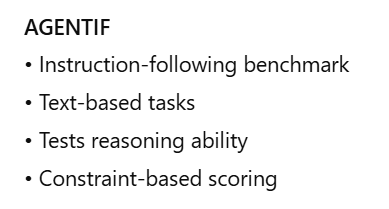 AGENTIF
• Instruction-following benchmark
• Text-based tasks
• Tests reasoning ability
• Constraint-based scoring